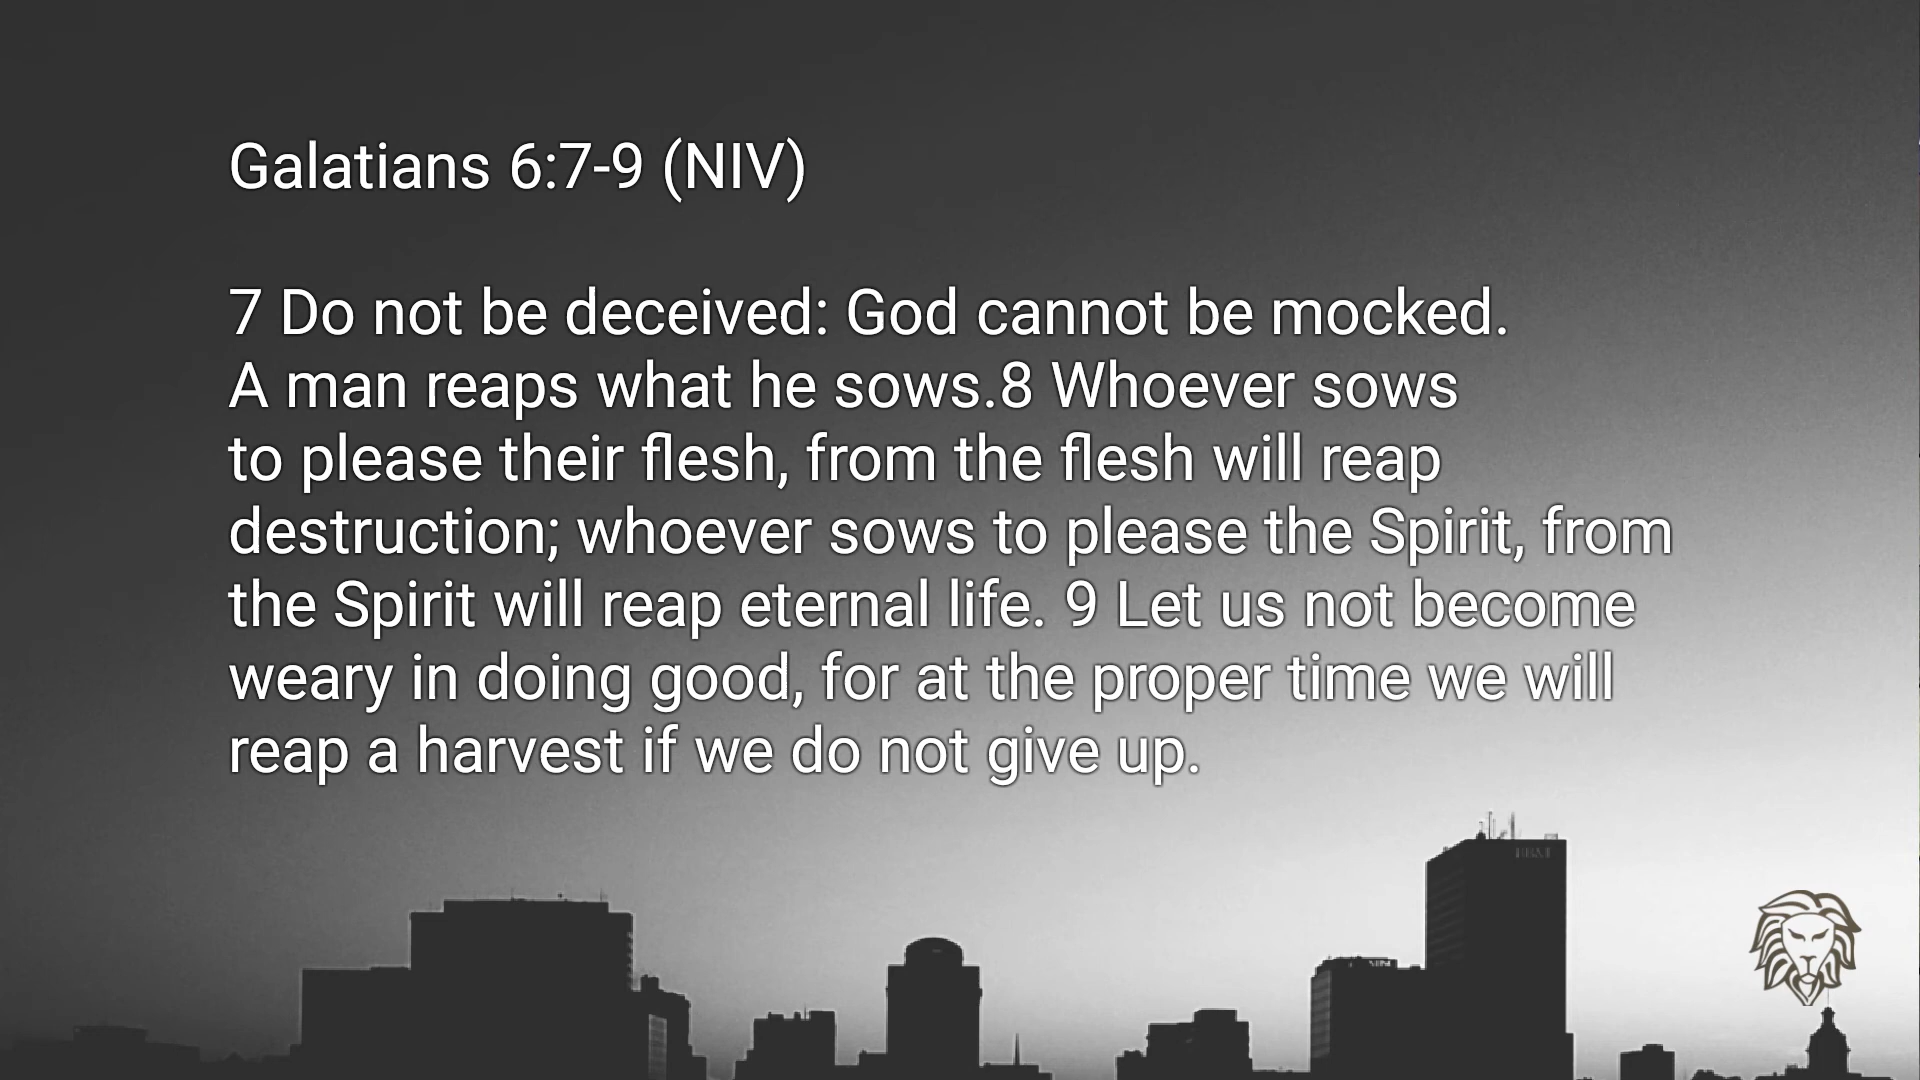 Galatians 6:7-9 (NIV)
7 Do not be deceived: God cannot be mocked.
A man reaps what he sows.8 Whoever sows
to please their flesh, from the flesh will reap
destruction; whoever sows to please the Spirit, from
the Spirit will reap eternal life. 9 Let us not become
weary in doing good, for at the proper time we will
reap a harvest if we do not give up.